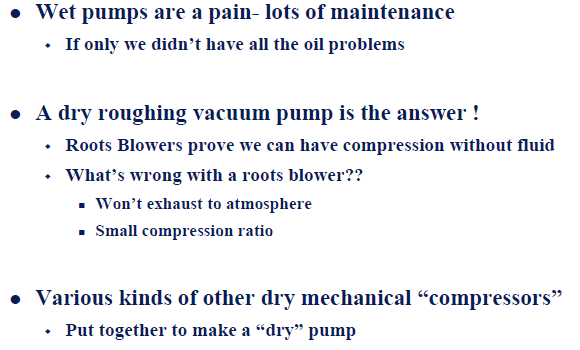 Wet pumps are a pain- lots of maintenance
If only we didn’t have all the oil problems
A dry roughing vacuum pump is the answer !
Roots Blowers prove we can have compression without fluid
What’s wrong with a roots blower??
Won’t exhaust to atmosphere
Small compression ratio
Various kinds of other dry mechanical “compressors”
Put together to make a “dry” pump